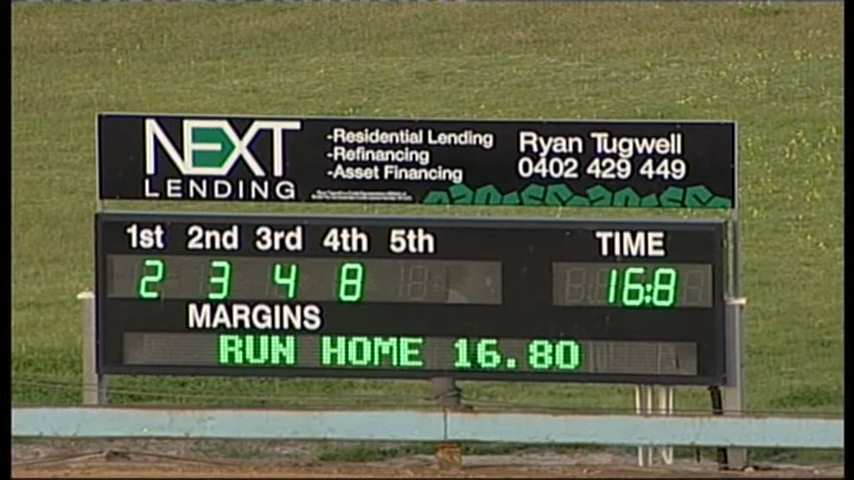 NEXT
LENDING
-Residential Lending
-Refinancing
-Asset Financing
Ryan Tugwell
0402 429 449
1st 2nd 3rd 4th 5th TIME
2 3 4 8 16:8
MARGINS
RUN HOME 16.80